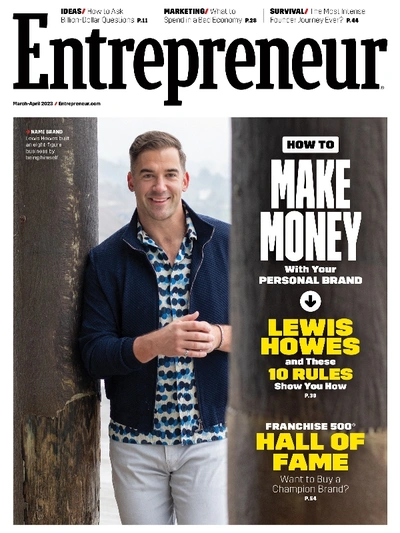 IDEAS/ How to Ask
Billion-Dollar Questions P.11
MARKETING/ What to
Spend in a Bad Economy P.28
SURVIVAL/ The Most Intense
Founder Journey Ever? P.44
Entrepreneur
March-April 2023 / Entrepreneur.com
NAME BRAND
Lewis Howes built
an eight-figure
business by
being himself.
HOW TO
MAKE
MONEY
With Your
PERSONAL BRAND
LEWIS
HOWES
and These
10 RULES
Show You How
P.38
FRANCHISE 500®
HALL OF
FAME
Want to Buy a
Champion Brand?
P.54